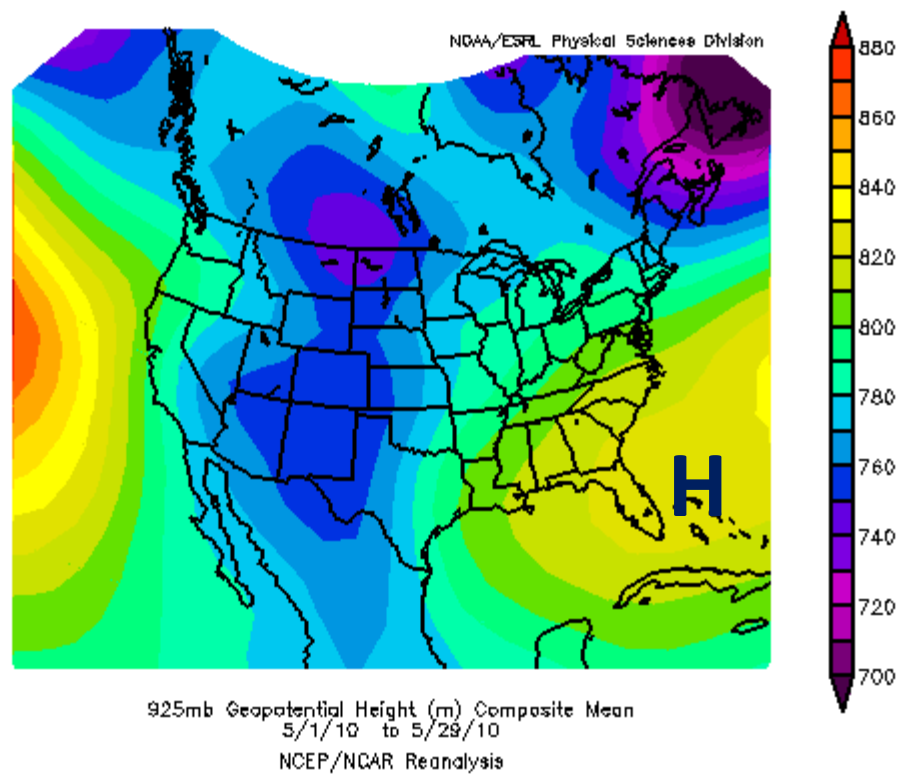 NOAA/ESRL Physical Sciences Division
880
860
840
820
800
780
760
740
720
700
H
925mb Geopotential Height (m) Composite Mean
5/1/10 to 5/29/10
NCEP/NCAR Reanalysis